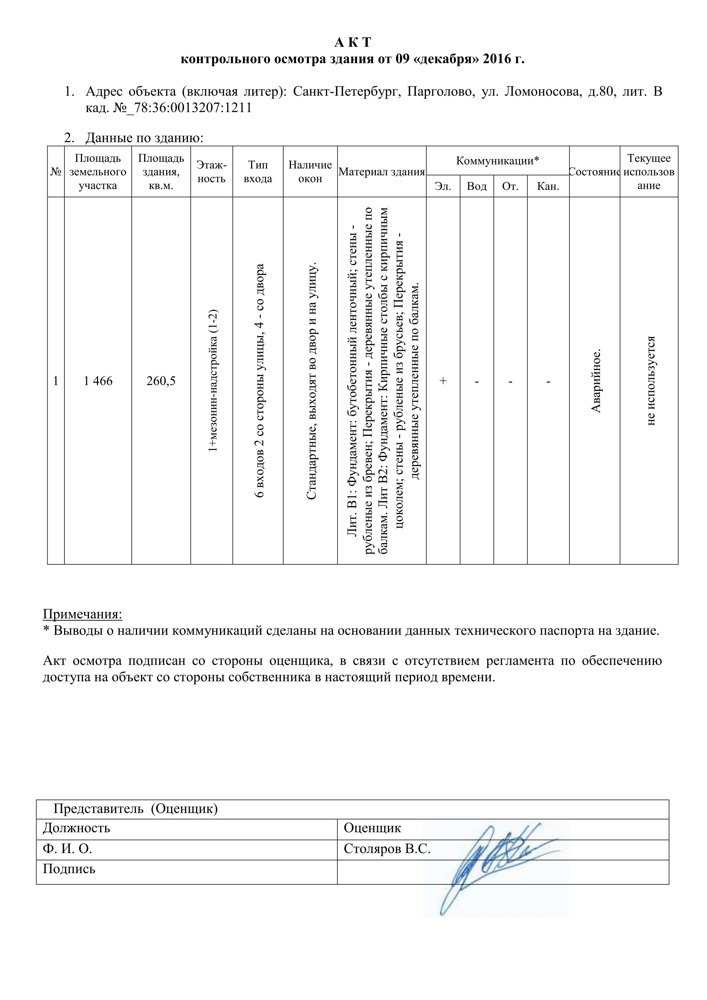 А К Т
контрольного осмотра здания от 09 «декабря» 2016 г.
1. Адрес объекта (включая литер): Санкт-Петербург, Парголово, ул. Ломоносова, д.80, лит. В
кад. №_78:36:0013207:1211
2. Данные по зданию:
№
Площадь
земельного
участка
Площадь
здания,
кв.м.
Этаж-
ность
Тип
входа
Наличие
окон
Материал здания
Коммуникации*
Эл.
Вод
От.
Кан.
Состояние
Текущее
использов
ание
1
1 466
260,5
1+мезонин-надстройка (1-2)
6 входов 2 со стороны улицы, 4 - со двора
Стандартные, выходят во двор и на улицу.
Лит. В1: Фундамент: бутобетонный ленточный; стены -
рубленые из бревен; Перекрытия - деревянные утепленные по
балкам. Лит В2: Фундамент: Кирпичные столбы с кирпичным
цоколем; стены - рубленые из брусьев; Перекрытия -
деревянные утепленные по балкам.
+
-
-
-
Аварийное.
не используется
Примечания:
* Выводы о наличии коммуникаций сделаны на основании данных технического паспорта на здание.
Акт осмотра подписан со стороны оценщика, в связи с отсутствием регламента по обеспечению
доступа на объект со стороны собственника в настоящий период времени.
Представитель (Оценщик)
Должность
Оценщик
Ф. И. О.
Столяров В.С.
Подпись